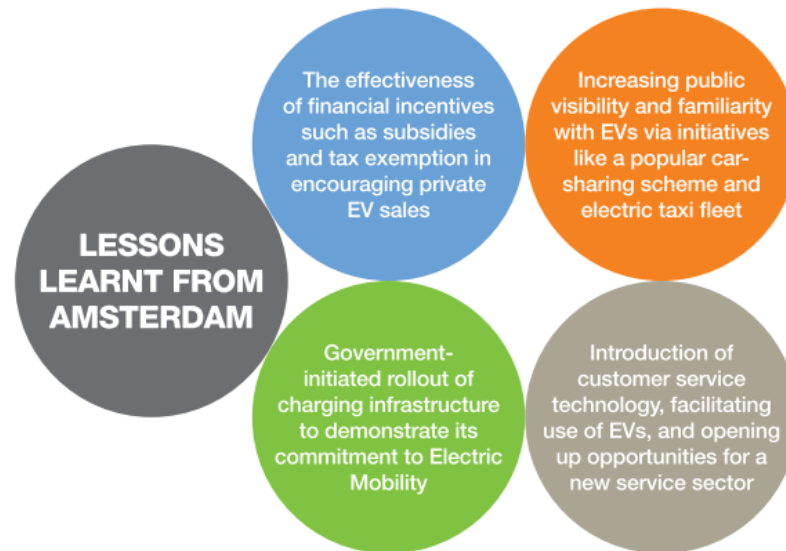 LESSONS
LEARNT FROM
AMSTERDAM
The effectiveness
of financial incentives
such as subsidies
and tax exemption in
encouraging private
EV sales
Increasing public
visibility and familiarity
with EVs via initiatives
like a popular car-
sharing scheme and
electric taxi fleet
Government-
initiated rollout of
charging infrastructure
to demonstrate its
commitment to Electric
Mobility
Introduction of
customer service
technology, facilitating
use of EVs, and opening
up opportunities for a
new service sector